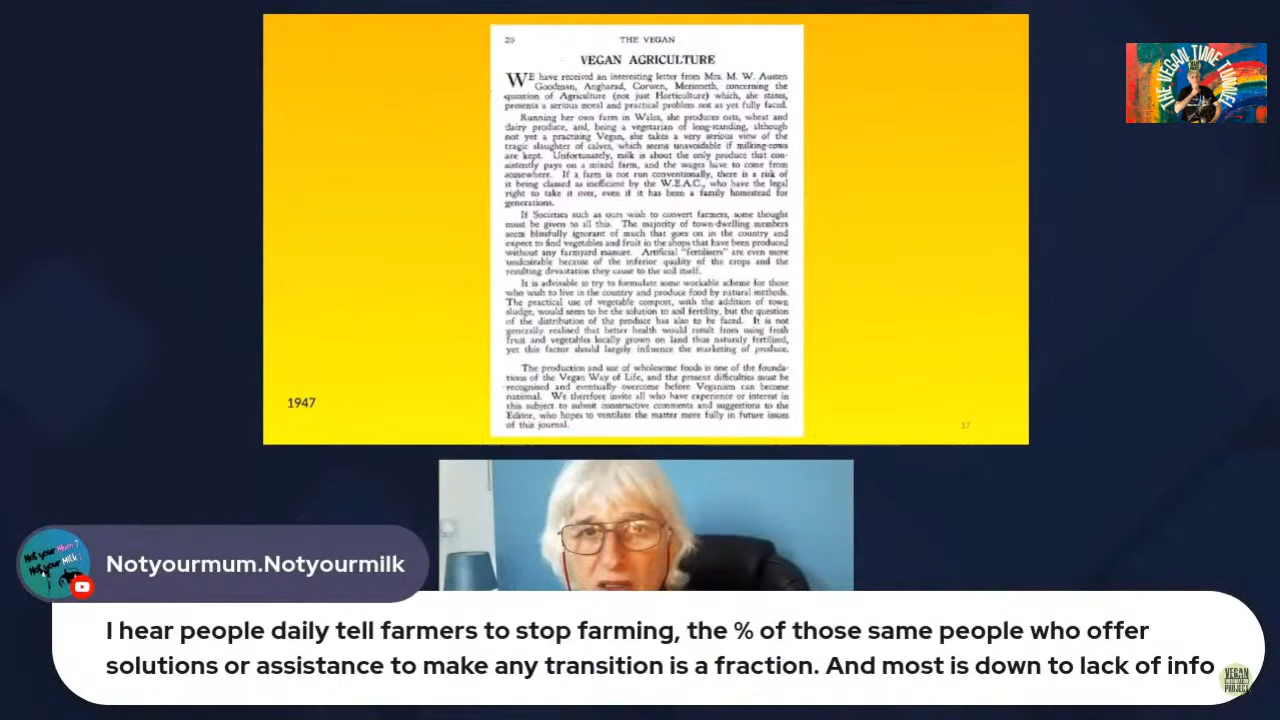 20 THE VEGAN
VEGAN AGRICULTURE
WE have received an interesting letter from Mrs. M. W. Austen
Goodman, Angharad, Corwen, Merioneth, concerning the
question of Agriculture (not just Horticulture) which, she states,
presents a serious moral and practical problem not as yet fully faced.
Running her own farm in Wales, she produces oats, wheat and
dairy produce, and, being a vegetarian of long-standing, although
not yet a practising Vegan, she takes a very serious view of the
tragic slaughter of calves, which seems unavoidable if milking-cows
are kept. Unfortunately, milk is about the only produce that con-
sistently pays on a mixed farm, and the wages have to come from
somewhere. If a farm is not run conventionally, there is a risk of
it being classed as inefficient by the W.E.A.C., who have the legal
right to take it over, even if it has been a family homestead for
generations.
If Societies such as ours wish to convert farmers, some thought
must be given to all this. The majority of town-dwelling members
seem blissfully ignorant of much that goes on in the country and
expect to find vegetables and fruit in the shops that have been produced
without any farmyard manure. Artificial "fertilisers" are even more
undesirable because of the inferior quality of the crops and the
resulting devastation they cause to the soil itself.
It is advisable to try to formulate some workable scheme for those
who wish to live in the country and produce food by natural methods.
The practical use of vegetable compost, with the addition of town
sludge, would seem to be the solution to soil fertility, but the question
of the distribution of the produce has also to be faced. It is not
generally realised that better health would result from using fresh
fruit and vegetables locally grown on land thus naturaly fertilised,
yet this factor should largely influence the marketing of produce.
The production and use of wholesome foods is one of the founda-
tions of the Vegan Way of Life, and the present difficulties must be
recognised and eventually overcome before Veganism can become
national. We therefore invite all who have experience or interest in
this subject to submit constructive comments and suggestions to the
Editor, who hopes to ventilate the matter more fully in future issues
of this journal.
1947
17
THE VEGAN TIME TUNNEL
Not your Mum?
Not your Milk!
Notyourmum.Notyourmilk
I hear people daily tell farmers to stop farming, the % of those same people who offer
solutions or assistance to make any transition is a fraction. And most is down to lack of info
VEGAN
PROJECT